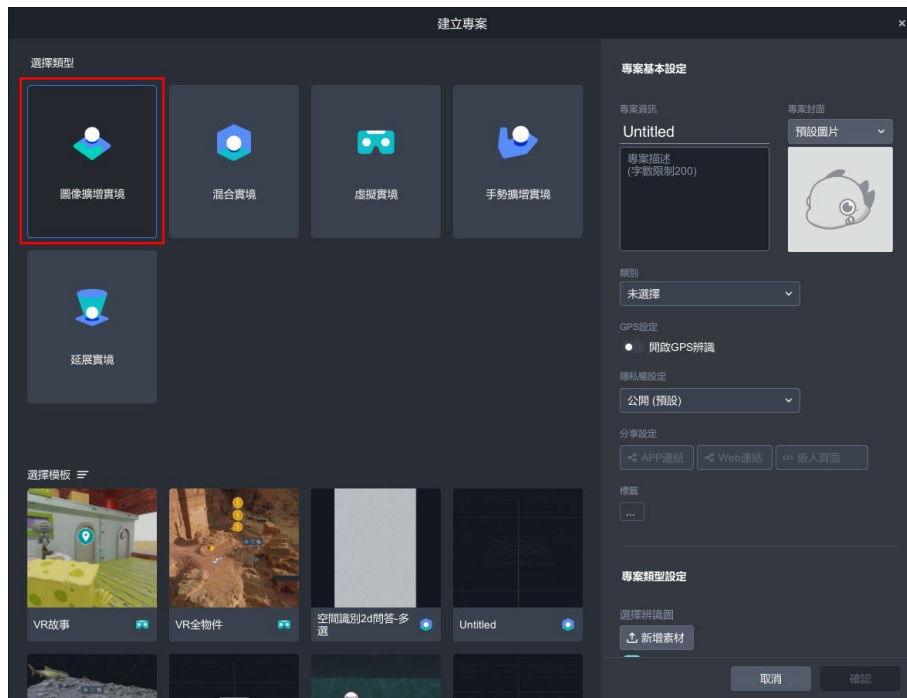 建立專案
×
選擇類型
圖像擴增實境
混合實境
虛擬實境
手勢擴增實境
延展實境
選擇模板
VR故事
VR全物件
空間識別2d問答-多
選
Untitled
專案基本設定
專案資訊
專案封面
Untitled
預設圖片
專案描述
(字數限制200)
類別
未選擇
GPS設定
開啟GPS辨識
隱私權設定
公開 (預設)
分享設定
APP連結
Web連結
</> 嵌入頁面
標籤
...
專案類型設定
選擇辨識圖
新增素材
取消
確認